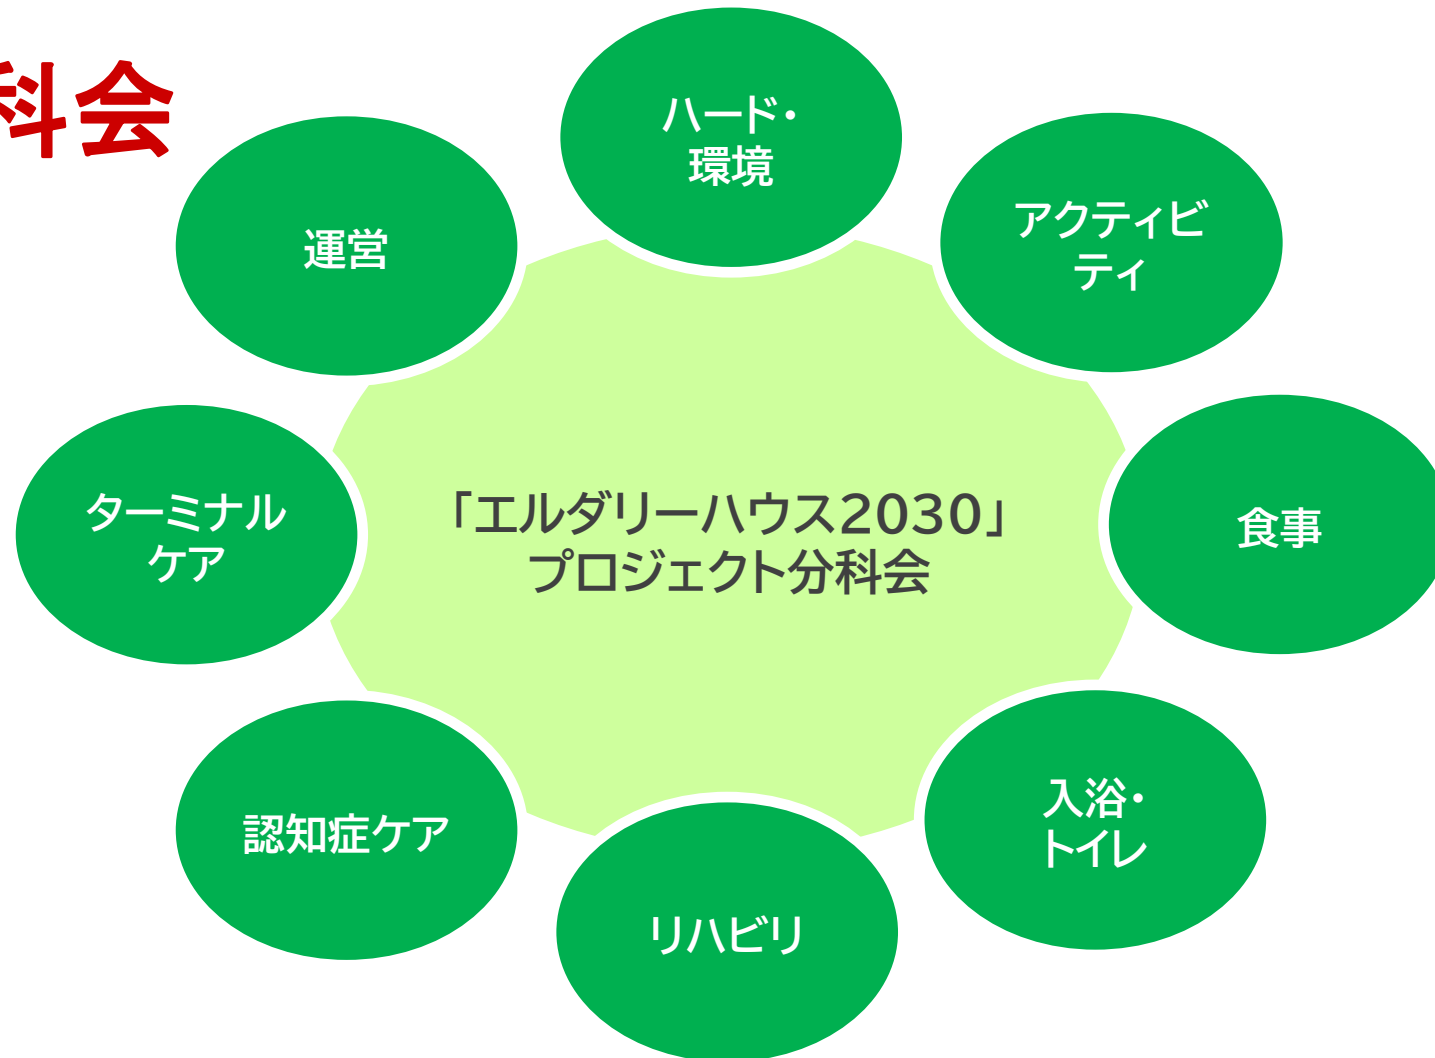 科会
ハード・
環境
アクティビ
ティ
運営
食事
ターミナル
ケア
「エルダリーハウス2030」
プロジェクト分科会
入浴・
トイレ
認知症ケア
リハビリ